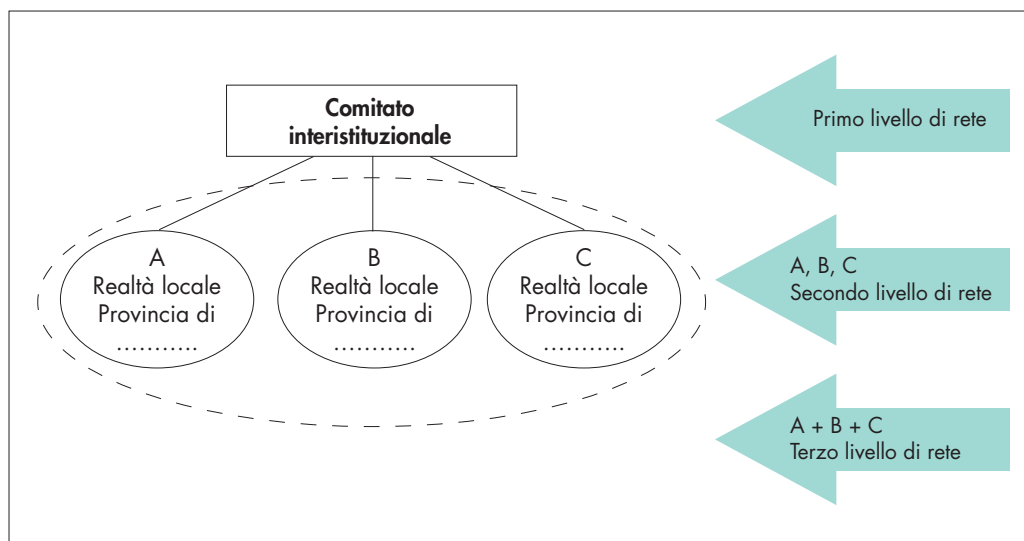 Comitato
interistituzionale
Primo livello di rete
A
Realtà locale
Provincia di
...........
B
Realtà locale
Provincia di
...........
C
Realtà locale
Provincia di
...........
A, B, C
Secondo livello di rete
A + B + C
Terzo livello di rete